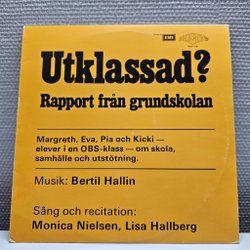 EMI
Utklassad?
Rapport från grundskolan
Margreth, Eva, Pia och Kicki —
elever i en OBS-klass — om skola,
samhälle och utstötning.
Musik: Bertil Hallin
Sång och recitation:
Monica Nielsen, Lisa Hallberg